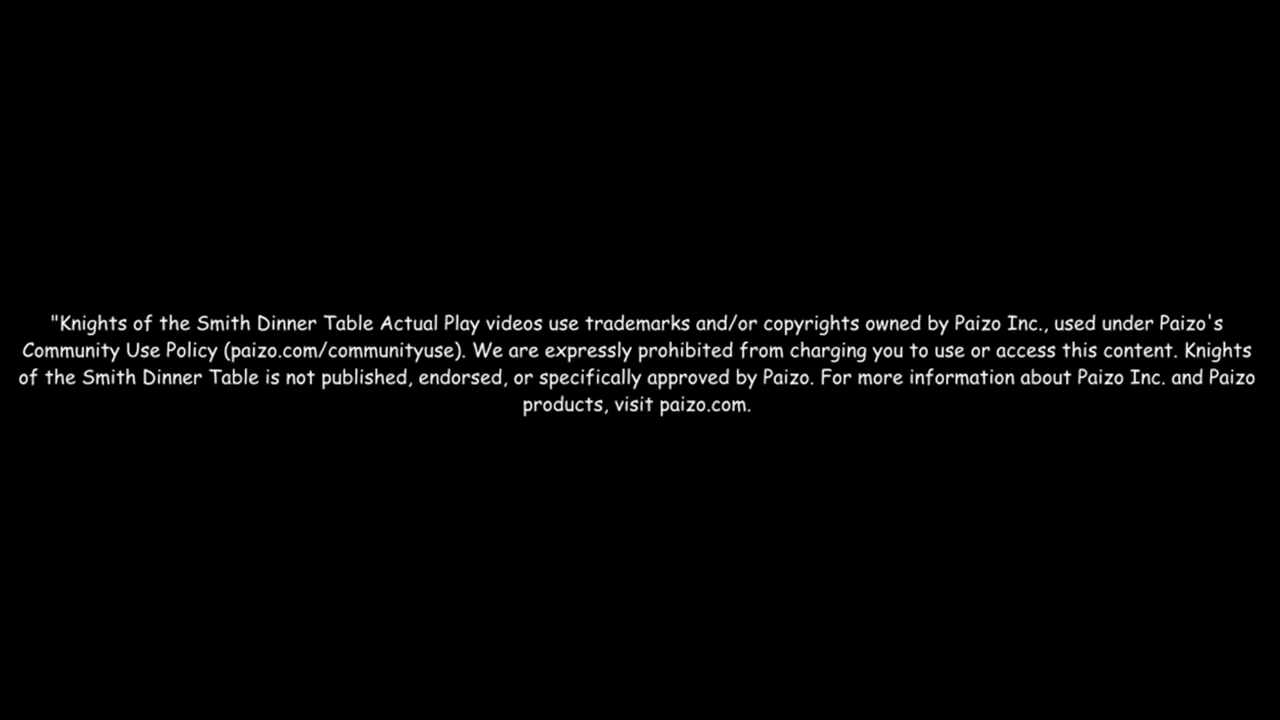 "Knights of the Smith Dinner Table Actual Play videos use trademarks and/or copyrights owned by Paizo Inc., used under Paizo's
Community Use Policy (paizo.com/communityuse). We are expressly prohibited from charging you to use or access this content. Knights
of the Smith Dinner Table is not published, endorsed, or specifically approved by Paizo. For more information about Paizo Inc. and Paizo
products, visit paizo.com.